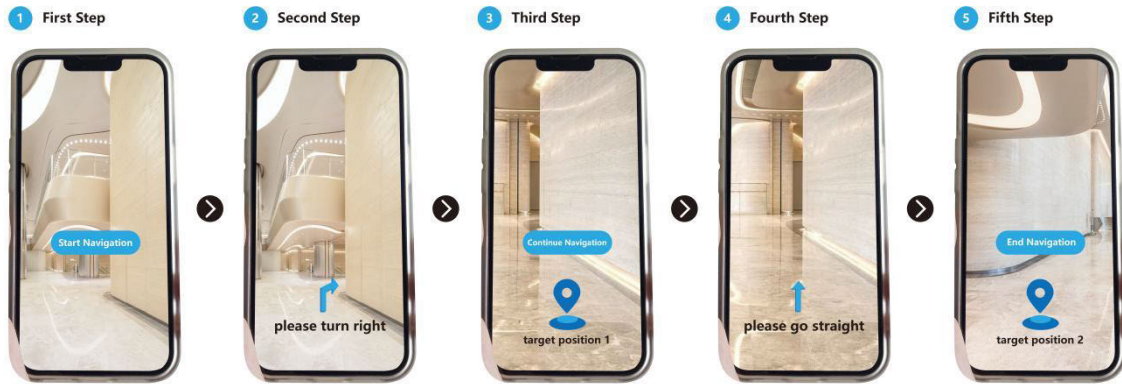 1 First Step
2 Second Step
3 Third Step
4 Fourth Step
5 Fifth Step
Start Navigation
please turn right
Continue Navigation
target position 1
please go straight
End Navigation
target position 2